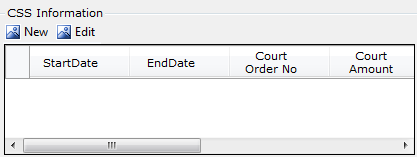 CSS Information
New Edit
StartDate EndDate Court Order No Court Amount